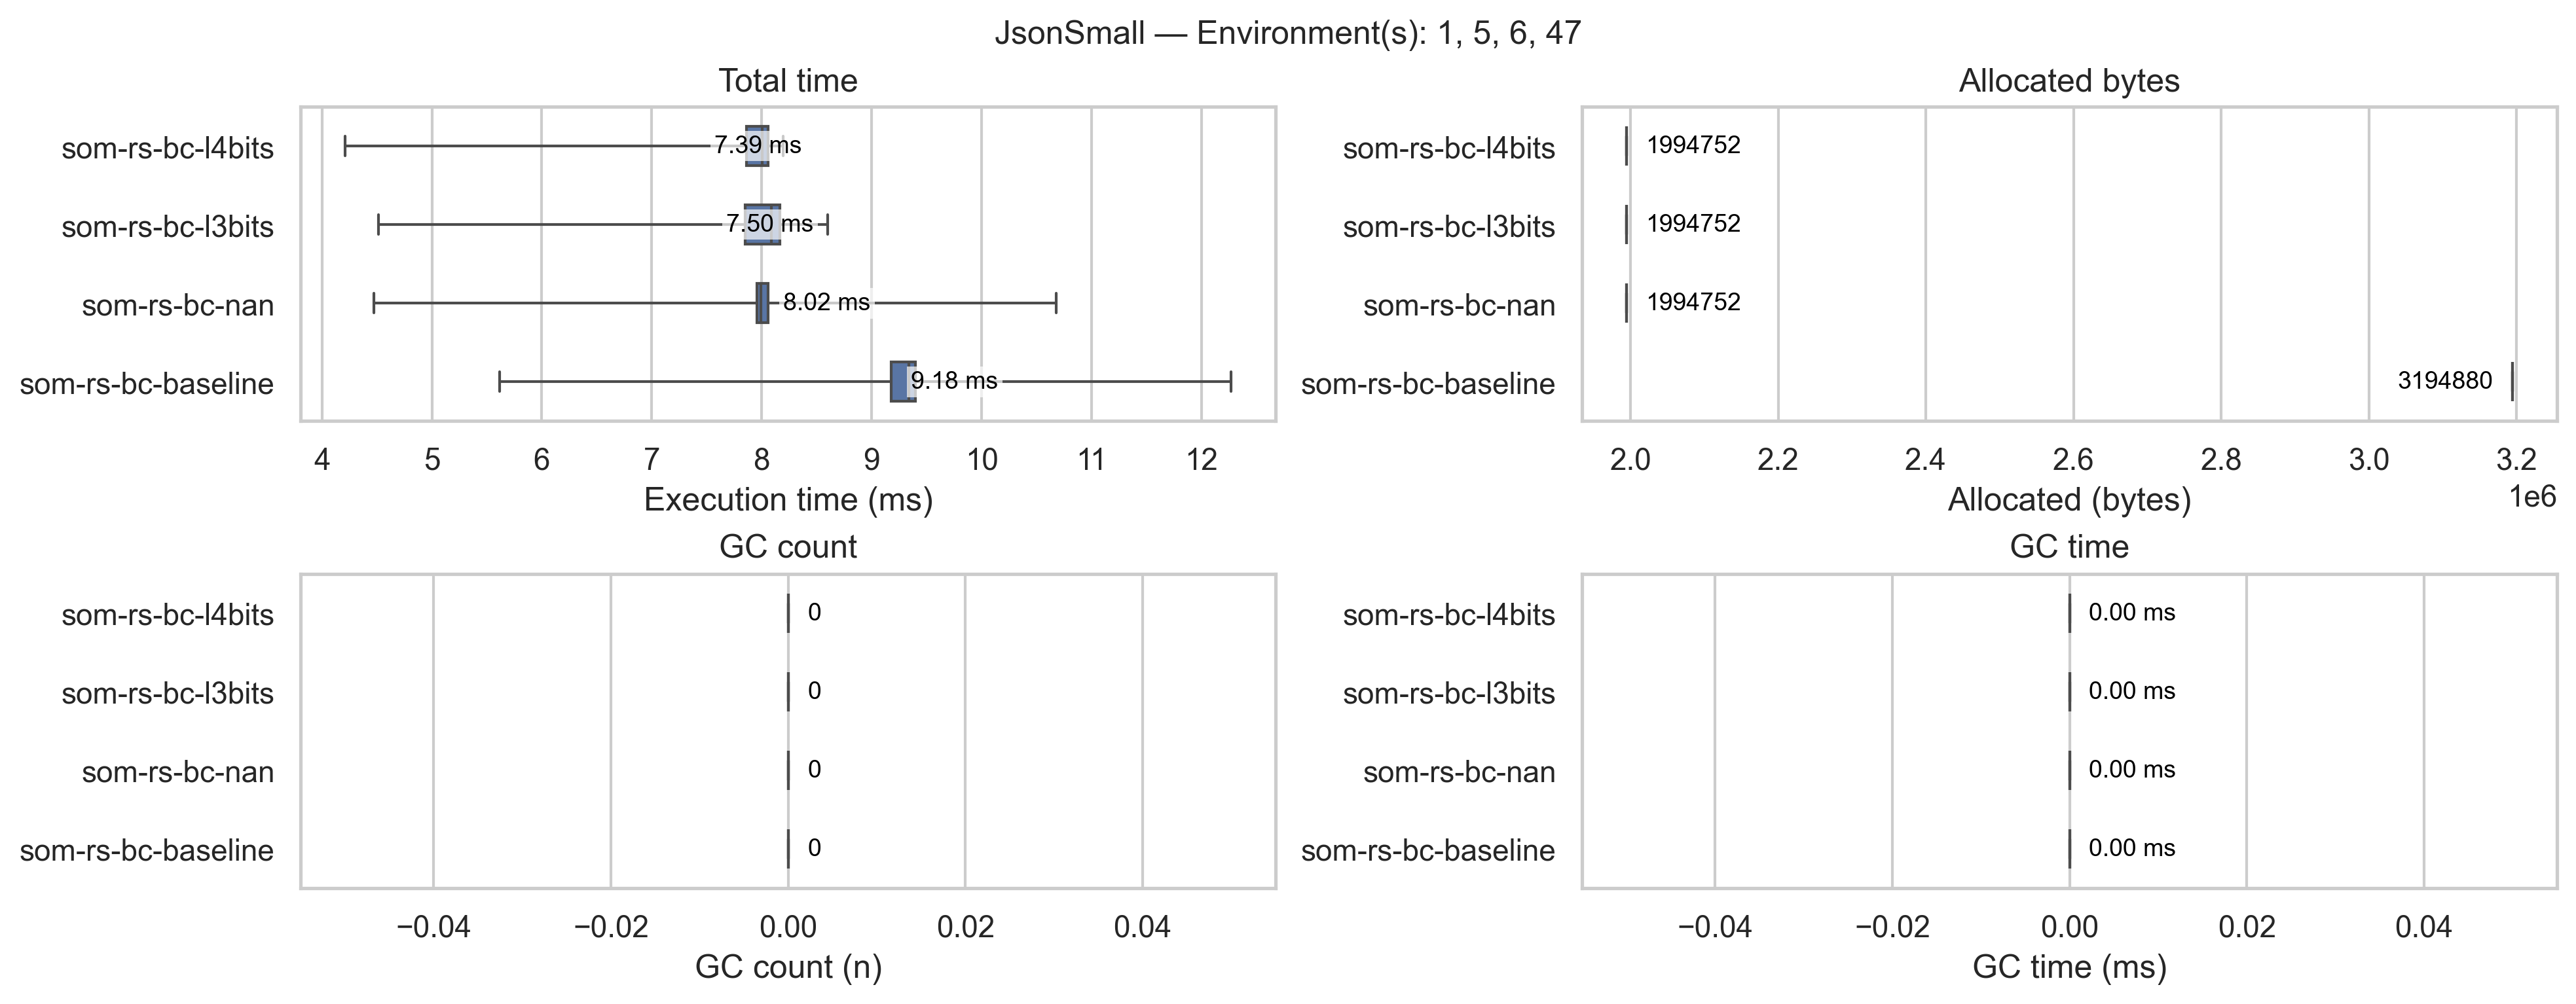 JsonSmall — Environment(s): 1, 5, 6, 47
Total time
som-rs-bc-l4bits
7.39 ms
som-rs-bc-l3bits
7.50 ms
som-rs-bc-nan
8.02 ms
som-rs-bc-baseline
9.18 ms
4 5 6 7 8 9 10 11 12
Execution time (ms)
Allocated bytes
som-rs-bc-l4bits
1994752
som-rs-bc-l3bits
1994752
som-rs-bc-nan
1994752
som-rs-bc-baseline
3194880
2.0 2.2 2.4 2.6 2.8 3.0 3.2
1e6
Allocated (bytes)
GC count
som-rs-bc-l4bits
0
som-rs-bc-l3bits
0
som-rs-bc-nan
0
som-rs-bc-baseline
0
−0.04 −0.02 0.00 0.02 0.04
GC count (n)
GC time
som-rs-bc-l4bits
0.00 ms
som-rs-bc-l3bits
0.00 ms
som-rs-bc-nan
0.00 ms
som-rs-bc-baseline
0.00 ms
−0.04 −0.02 0.00 0.02 0.04
GC time (ms)